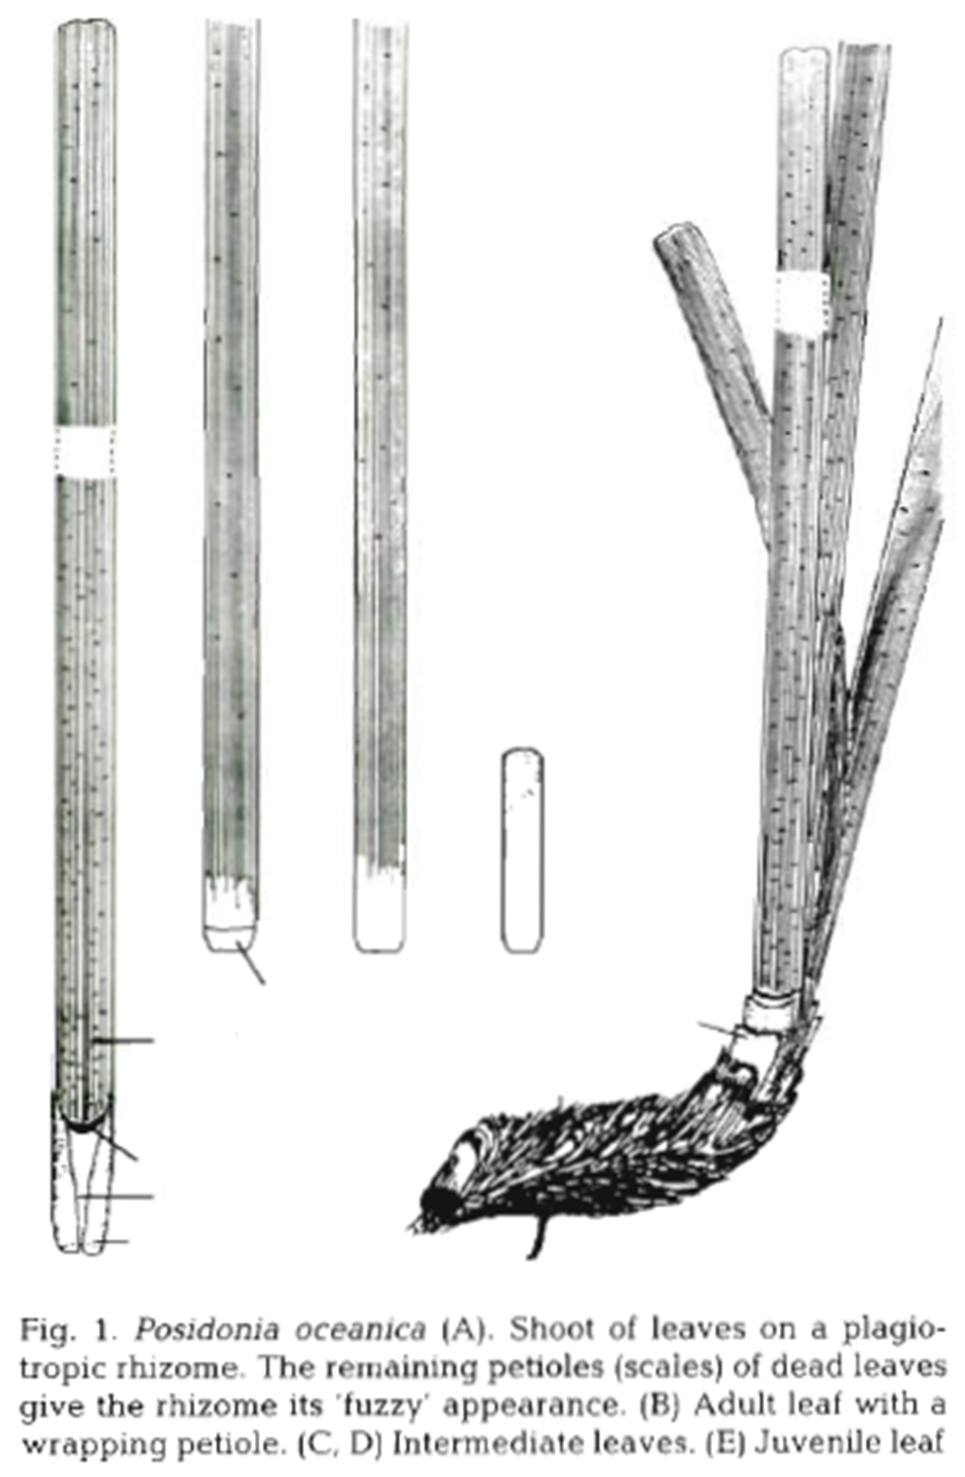 Fig. 1. Posidonia oceanica (A). Shoot of leaves on a plagio-
tropic rhizome. The remaining petioles (scales) of dead leaves
give the rhizome its 'fuzzy' appearance. (B) Adult leaf with a
wrapping petiole. (C, D) Intermediate leaves. (E) Juvenile leaf